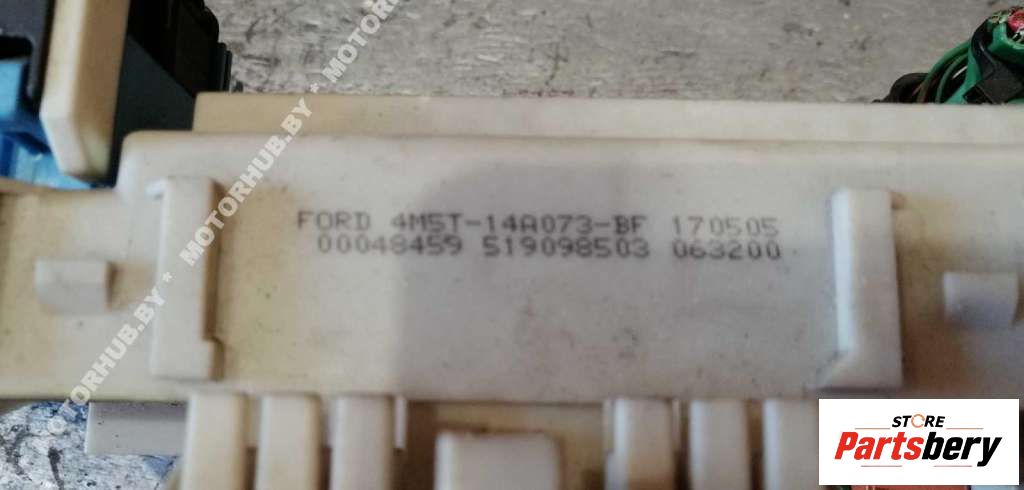 MOTORHUB.BY * MOTORHUB.BY * MOTORHUB.BY *
FORD 4M5T-14A073-BF 170505
00048459 519098503 063200
STORE
Partsbery